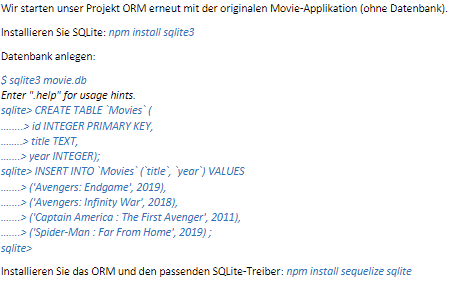 Wir starten unser Projekt ORM erneut mit der originalen Movie-Applikation (ohne Datenbank).
Installieren Sie SQLite: npm install sqlite3
Datenbank anlegen:
$ sqlite3 movie.db
Enter ".help" for usage hints.
sqlite> CREATE TABLE `Movies` (
........> id INTEGER PRIMARY KEY,
........> title TEXT,
.......> year INTEGER);
sqlite> INSERT INTO `Movies` (`title`, `year`) VALUES
.......> ('Avengers: Endgame', 2019),
.......> ('Avengers: Infinity War', 2018),
.......> ('Captain America : The First Avenger', 2011),
.......> ('Spider-Man : Far From Home', 2019) ;
sqlite>
Installieren Sie das ORM und den passenden SQLite-Treiber: npm install sequelize sqlite